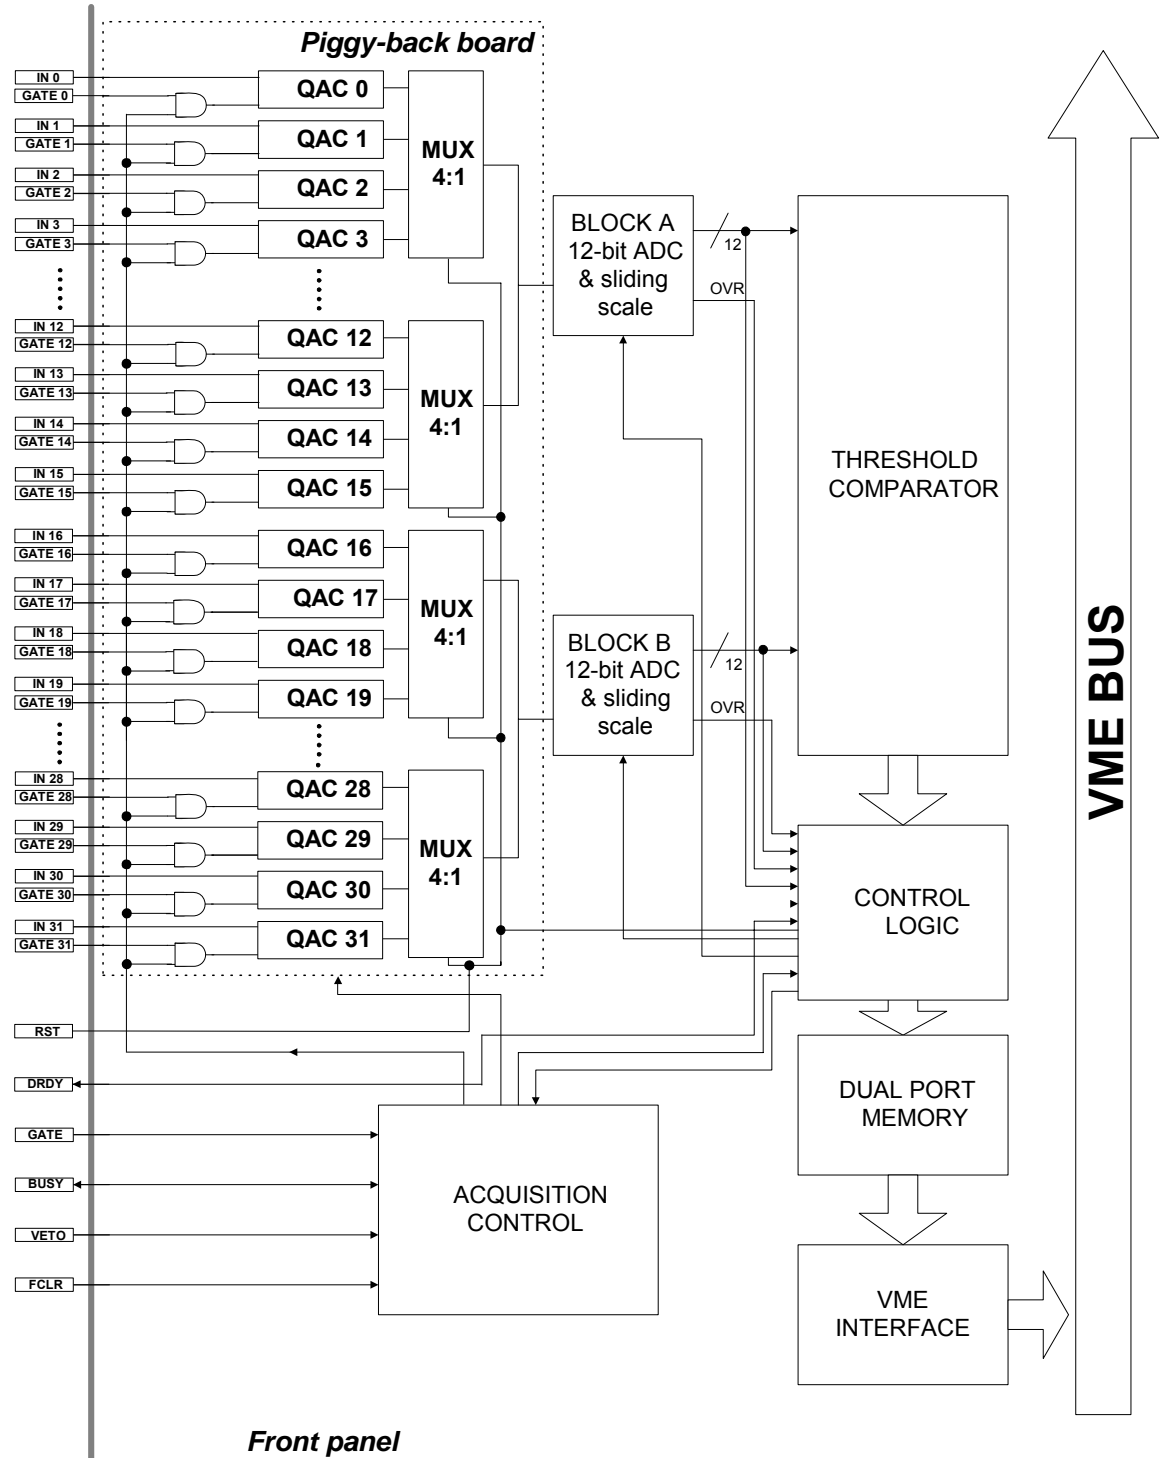 Piggy-back board
IN 0
GATE 0
QAC 0
IN 1
GATE 1
QAC 1
IN 2
GATE 2
QAC 2
IN 3
GATE 3
QAC 3
MUX
4:1
IN 12
GATE 12
QAC 12
IN 13
GATE 13
QAC 13
IN 14
GATE 14
QAC 14
IN 15
GATE 15
QAC 15
MUX
4:1
IN 16
GATE 16
QAC 16
IN 17
GATE 17
QAC 17
IN 18
GATE 18
QAC 18
IN 19
GATE 19
QAC 19
MUX
4:1
IN 28
GATE 28
QAC 28
IN 29
GATE 29
QAC 29
IN 30
GATE 30
QAC 30
IN 31
GATE 31
QAC 31
MUX
4:1
BLOCK A
12-bit ADC
& sliding
scale
12
OVR
BLOCK B
12-bit ADC
& sliding
scale
12
OVR
THRESHOLD
COMPARATOR
CONTROL
LOGIC
DUAL PORT
MEMORY
VME
INTERFACE
VME BUS
RST
DRDY
GATE
BUSY
VETO
FCLR
ACQUISITION
CONTROL
Front panel